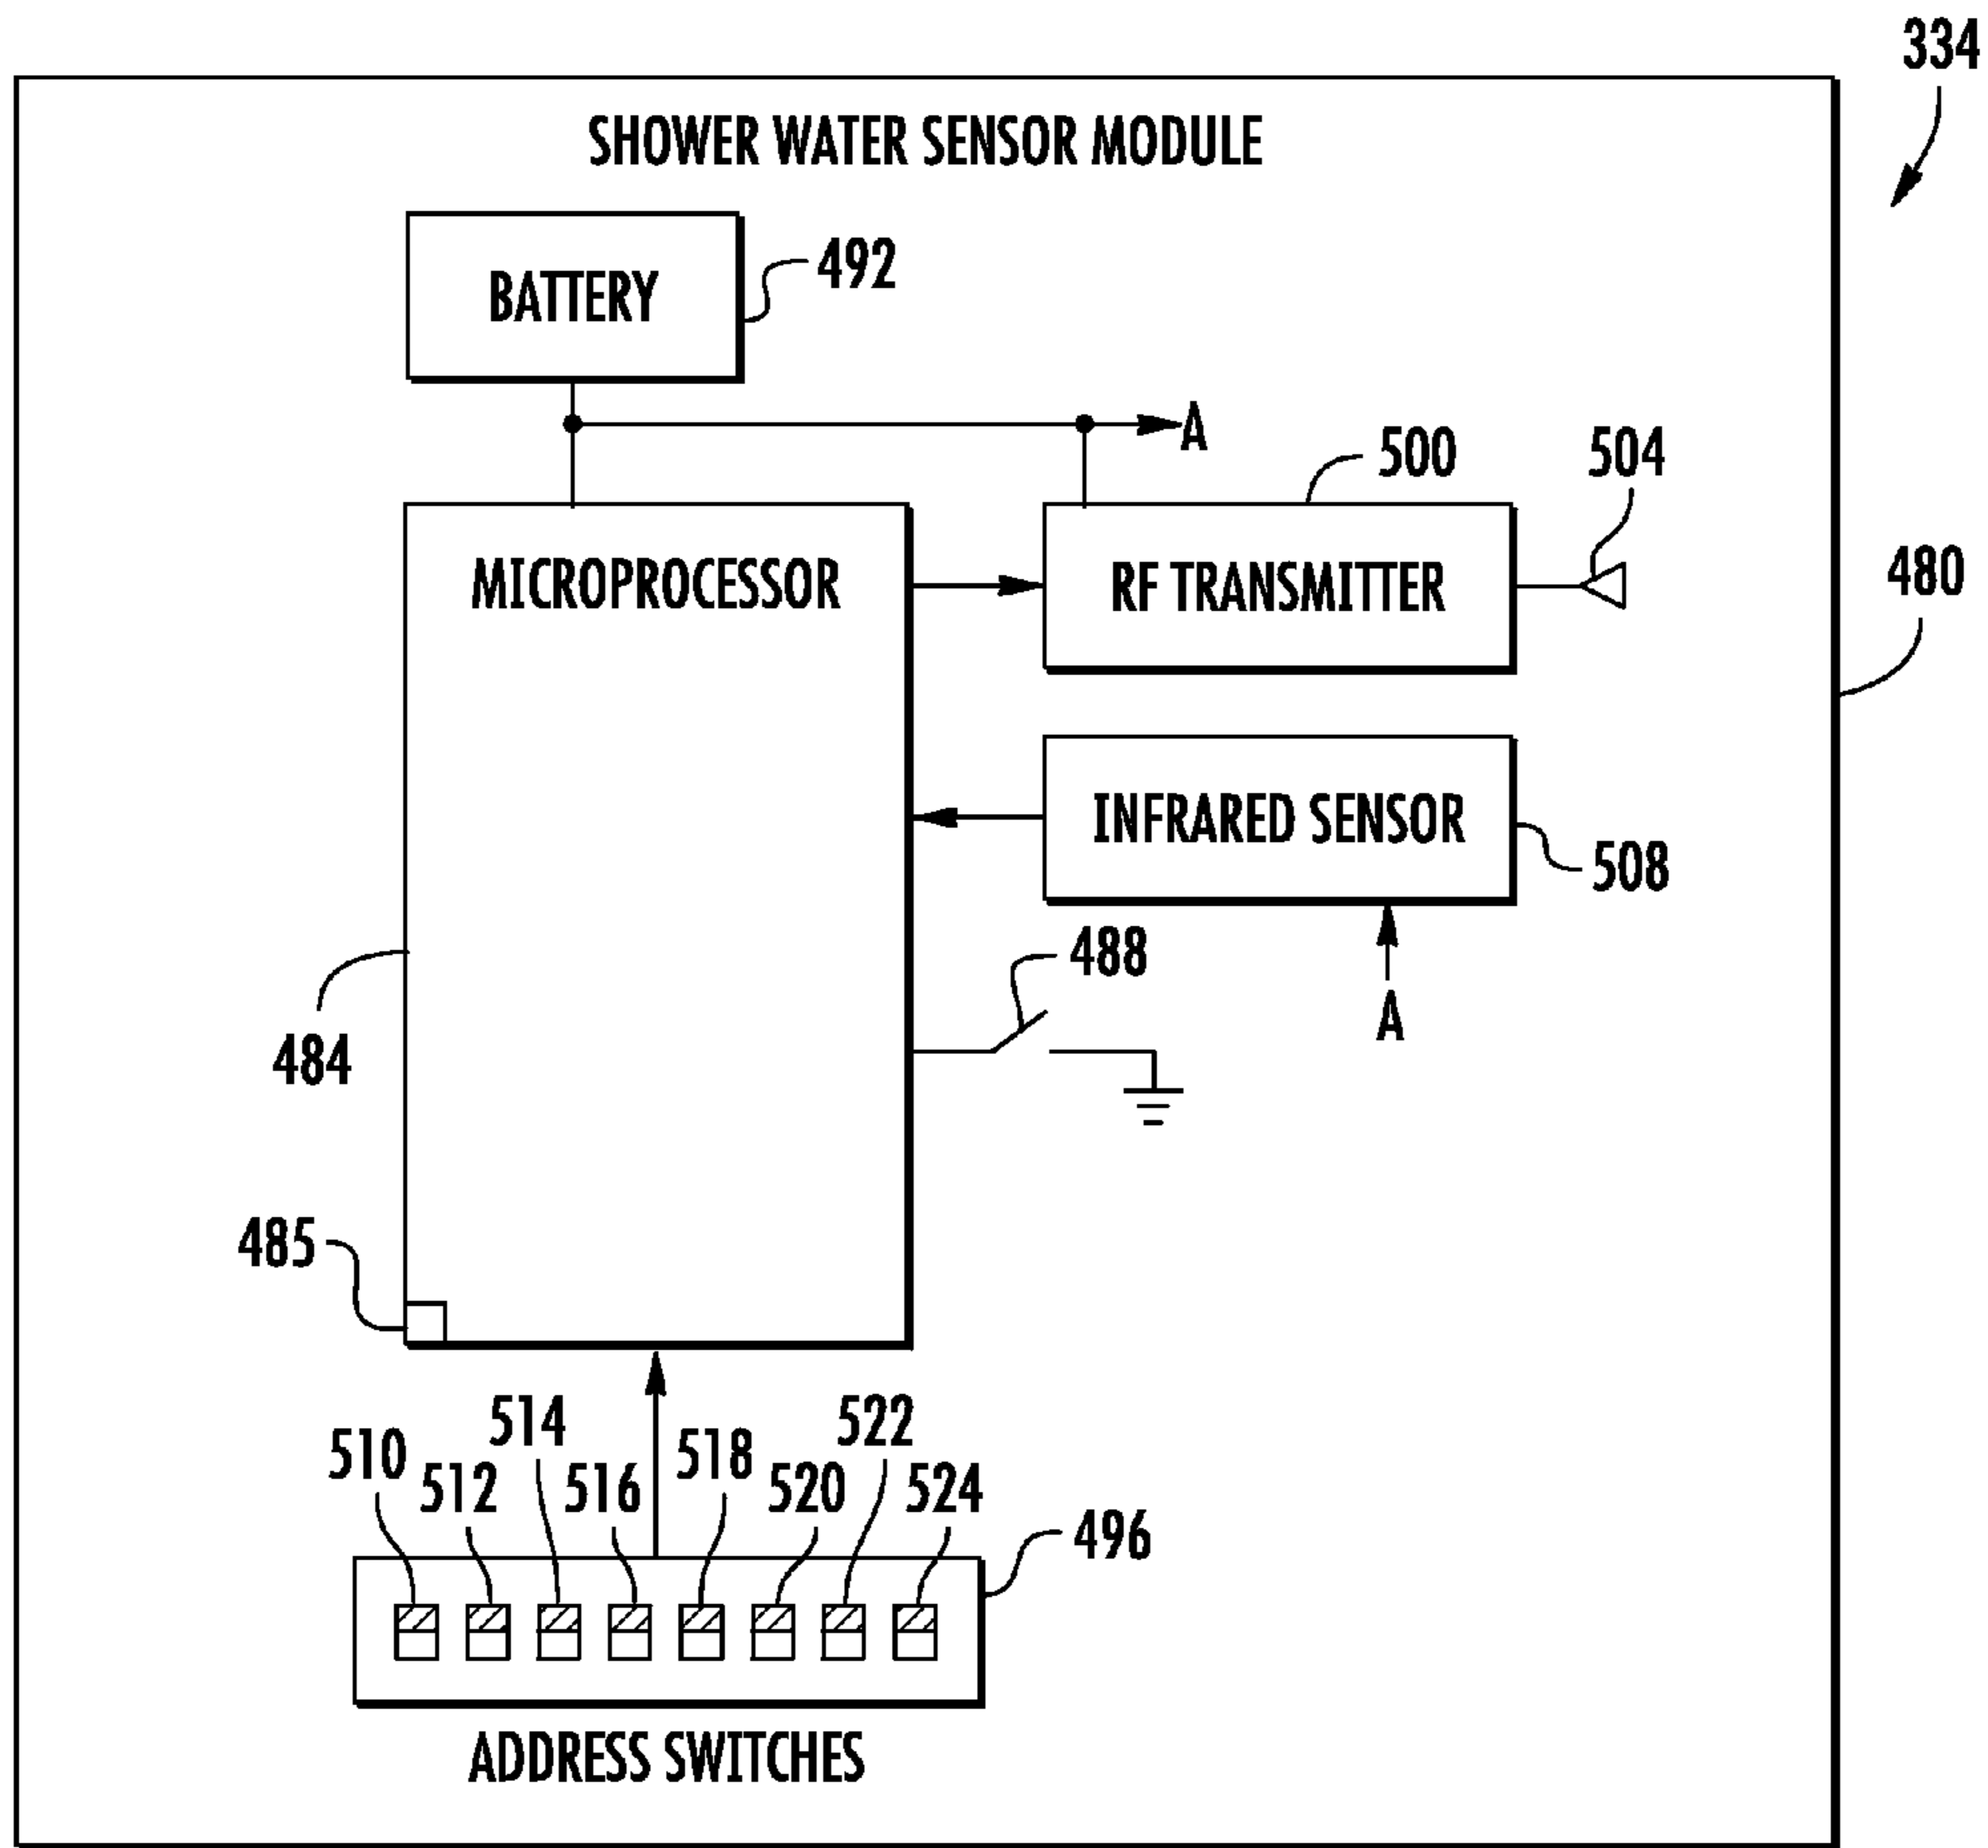 334
SHOWER WATER SENSOR MODULE
BATTERY
492
A
500
504
MICROPROCESSOR
RF TRANSMITTER
480
INFRARED SENSOR
508
488
A
484
485
514
522
510
518
512
516
520
524
496
ADDRESS SWITCHES